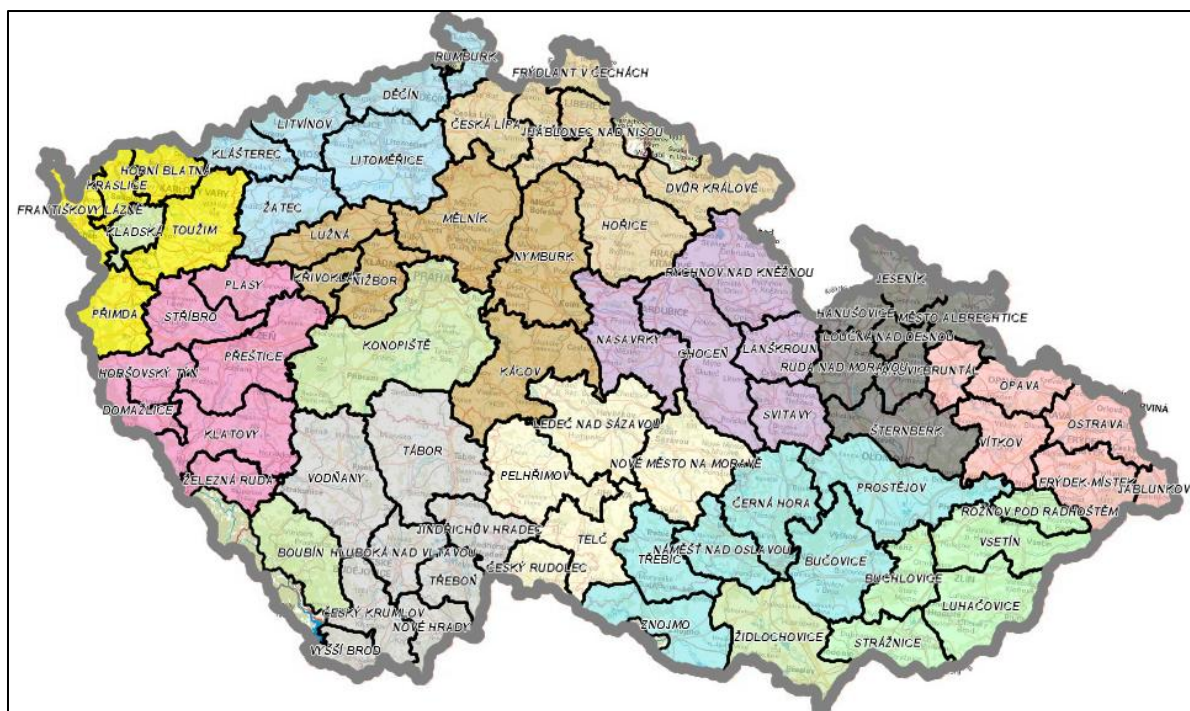 RUMBURK
FRÝDLANT V ČECHÁCH
DĚČÍN
LITVÍNOV
ČESKÁ LÍPA
JABLONEC NAD NISOU
KLÁŠTEREC
LITOMĚŘICE
HORNÍ BLATNÁ
KRASLICE
DVŮR KRÁLOVÉ
ŽATEC
MĚLNÍK
FRANTIŠKOVY LÁZNĚ
KLADSKÁ
TOUŽIM
LUŽNÁ
HOŘICE
NYMBURK
RYCHNOV NAD KNĚŽNOU
KŘIVOKLÁT
NIŽBOR
PLASY
JESENÍK
PŘIMDA
STŘÍBRO
HANUŠOVICE
MĚSTO ALBRECHTICE
NASAVRKY
LOUČNÁ NAD DESNOU
KONOPIŠTĚ
CHOCEŇ
LANŠKROUN
PŘEŠTICE
RUDA NAD MORAVOU
BRUNTÁL
HORŠOVSKÝ TÝN
KÁCOV
OPAVA
DOMAŽLICE
SVITAVY
LEDEČ NAD SÁZAVOU
OSTRAVA
KLATOVY
ŠTERNBERK
VÍTKOV
TÁBOR
NOVÉ MĚSTO NA MORAVĚ
VODŇANY
PELHŘIMOV
ŽELEZNÁ RUDA
FRÝDEK-MÍSTEK
PROSTĚJOV
JABLUNKOV
ČERNÁ HORA
ROŽNOV POD RADHOŠTĚM
JINDŘICHŮV HRADEC
TELČ
VSETÍN
BOUBÍN
HLUBOKÁ NAD VLTAVOU
NÁMĚŠŤ NAD OSLAVOU
TŘEBÍČ
BUČOVICE
ČESKÝ RUDOLEC
BUCHLOVICE
TŘEBOŇ
LUHAČOVICE
ČESKÝ KRUMLOV
NOVÉ HRADY
ZNOJMO
ŽIDLOCHOVICE
STRÁŽNICE
VYŠŠÍ BROD